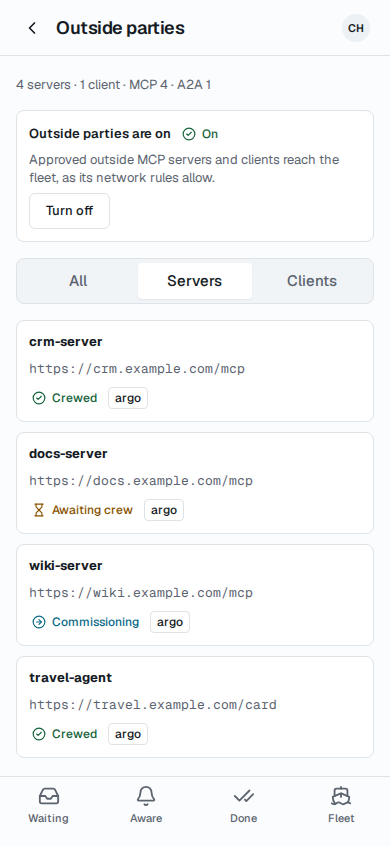 Outside parties
CH
4 servers · 1 client · MCP 4 · A2A 1
Outside parties are on
On
Approved outside MCP servers and clients reach the
fleet, as its network rules allow.
Turn off
All
Servers
Clients
crm-server
https://crm.example.com/mcp
Crewed
argo
docs-server
https://docs.example.com/mcp
Awaiting crew
argo
wiki-server
https://wiki.example.com/mcp
Commissioning
argo
travel-agent
https://travel.example.com/card
Crewed
argo
Waiting
Aware
Done
Fleet